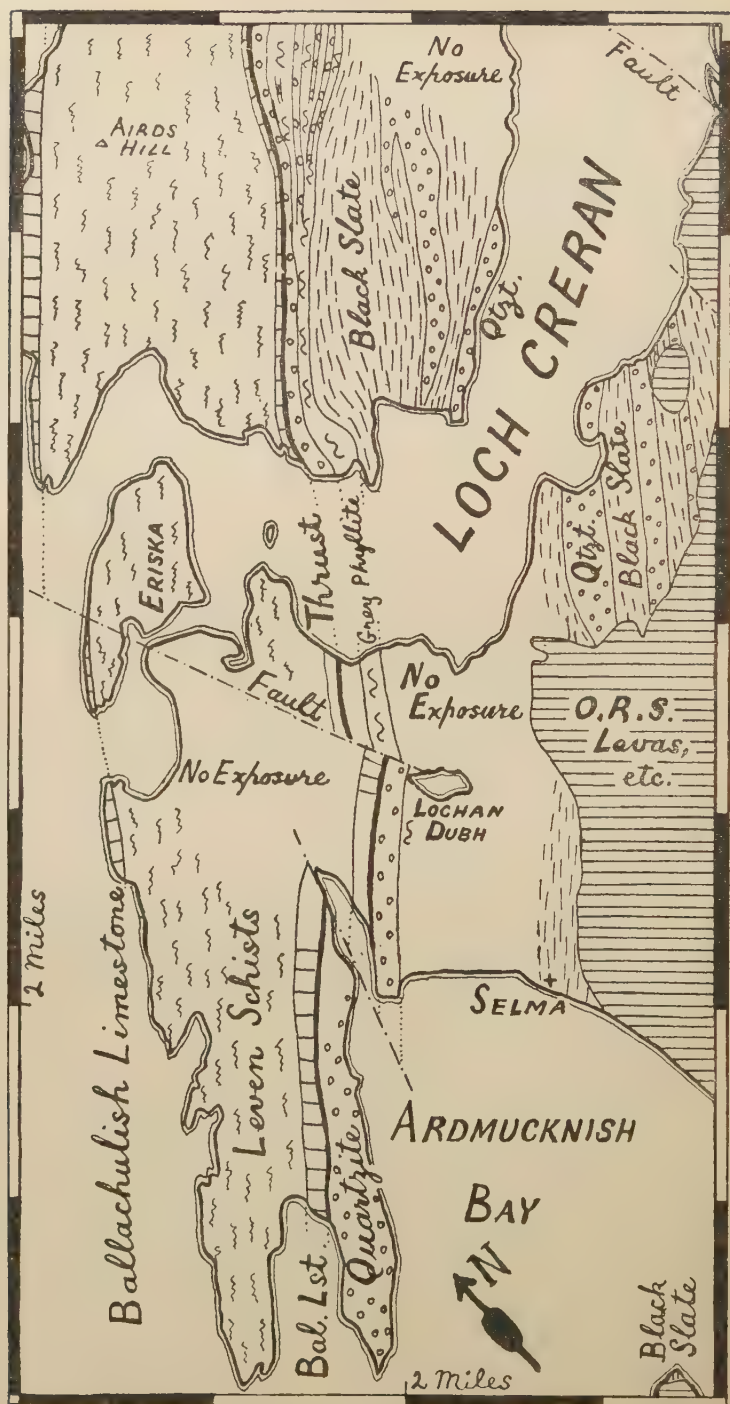 No
Exposure
Fault
AIRDS
HILL
Black Slate
Qtzt.
LOCH CRERAN
ERISKA
Thrust
Grey Phyllite
Qtzt.
Black Slate
Fault
No
Exposure
O.R.S.
Lavas,
etc.
No Exposure
LOCHAN
DUBH
2 Miles
Ballachulish Limestone
Leven Schists
SELMA
ARDMUCKNISH
BAY
Quartzite
Bal. Lst.
N
Black
Slate
2 Miles